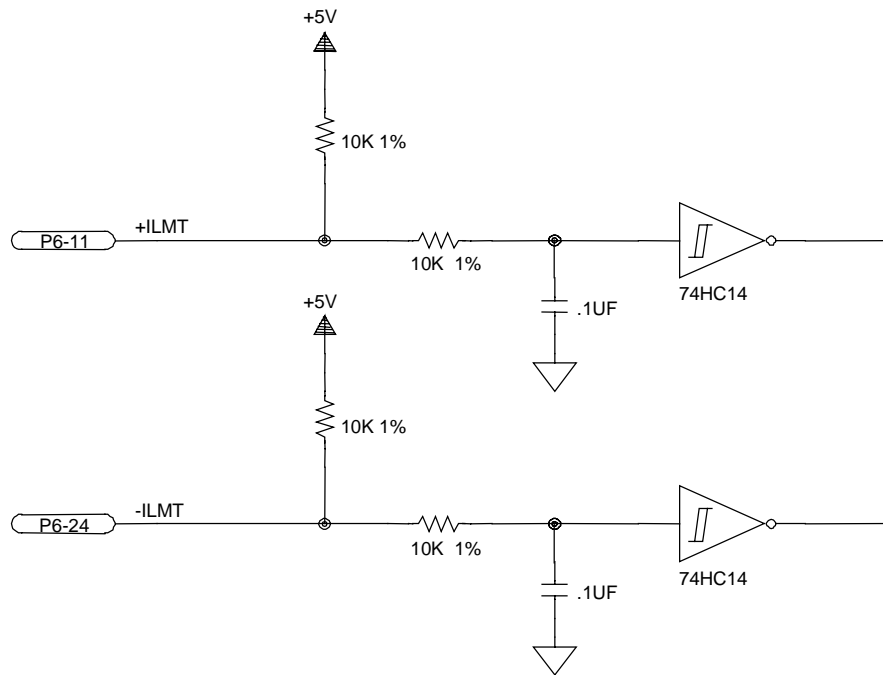 +5V
10K 1%
P6-11
+ILMT
10K 1%
74HC14
.1UF
+5V
10K 1%
P6-24
-ILMT
10K 1%
74HC14
.1UF